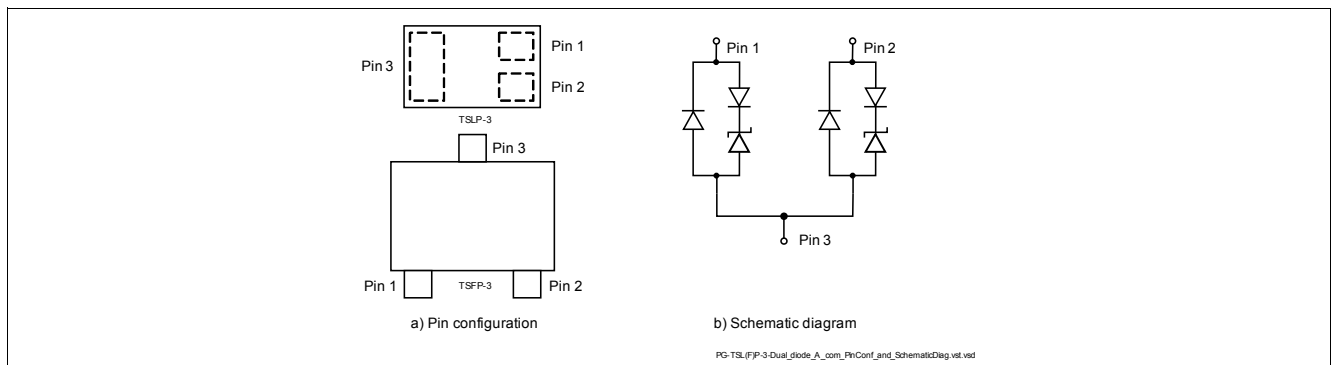 Pin 3
Pin 1
Pin 2
TSLP-3
Pin 3
Pin 1
TSFP-3
Pin 2
a) Pin configuration
Pin 1
Pin 2
Pin 3
b) Schematic diagram
PG-TSL(F)P-3-Dual_diode_A_com_PinConf_and_SchematicDiag.vst.vsd